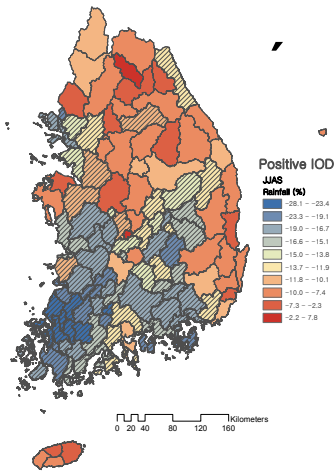 Positive IOD
JJAS
Rainfall (%)
-28.1 - -23.4
-23.3 - -19.1
-19.0 - -16.7
-16.6 - -15.1
-15.0 - -13.8
-13.7 - -11.9
-11.8 - -10.1
-10.0 - -7.4
-7.3 - -2.3
-2.2 - 7.8
Kilometers
0 20 40 80 120 160